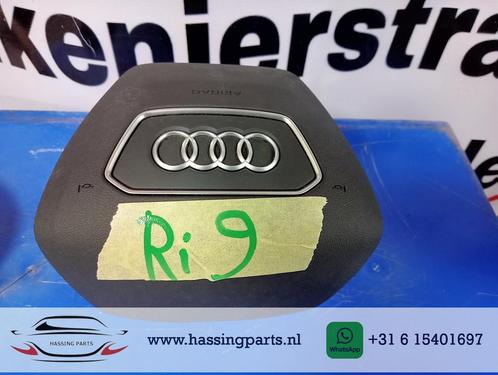 kenierstra
AIRBAG
Ri 9
HASSING PARTS
www.hassingparts.nl
WhatsApp
+31 6 15401697